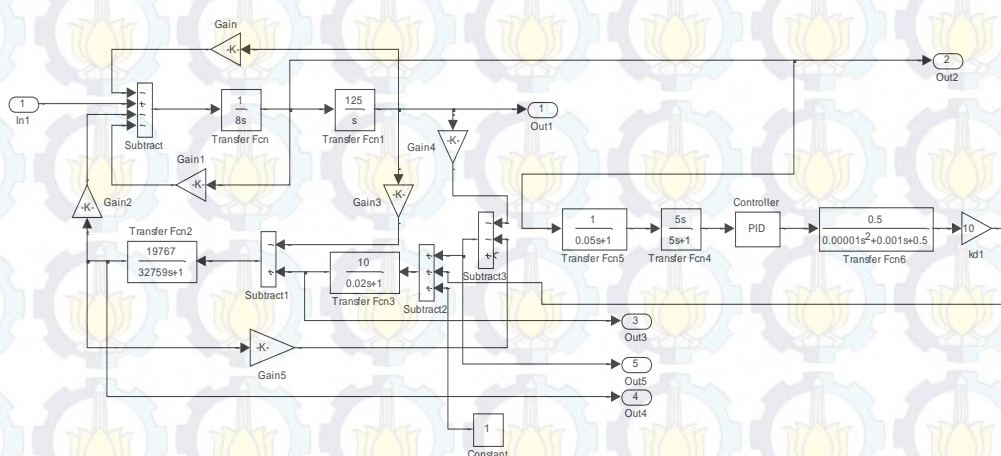 Gain
-K-
2
Out2
1
In1
1
8s
Transfer Fcn
125
s
Transfer Fcn1
1
Out1
Subtract
Gain4
-K-
Gain1
-K-
Gain2
-K-
Gain3
-K-
Controller
1
0.05s+1
Transfer Fcn5
5s
5s+1
Transfer Fcn4
PID
0.5
0.00001s2+0.001s+0.5
Transfer Fcn6
10
kd1
Transfer Fcn2
19767
32759s+1
Subtract1
10
0.02s+1
Transfer Fcn3
Subtract2
Subtract3
3
Out3
-K-
Gain5
5
Out5
4
Out4
1
Constant